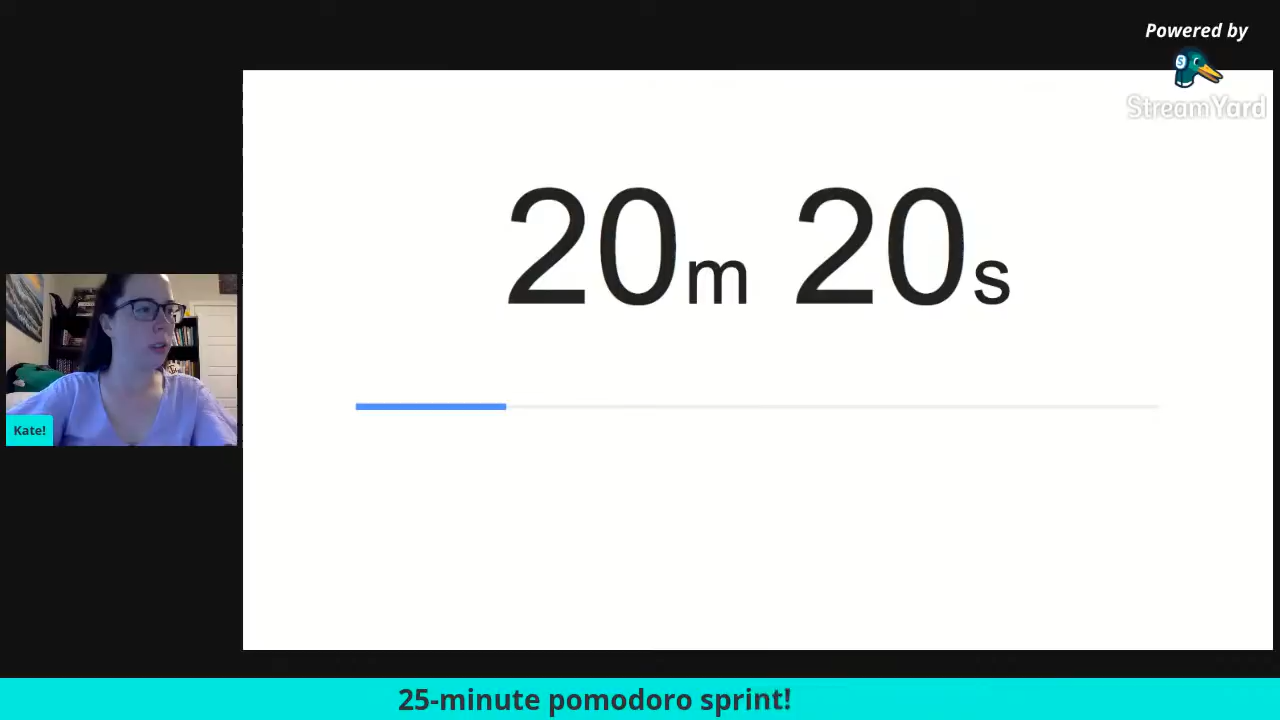 Powered by
S
StreamYard
20m 20s
Kate!
25-minute pomodoro sprint!